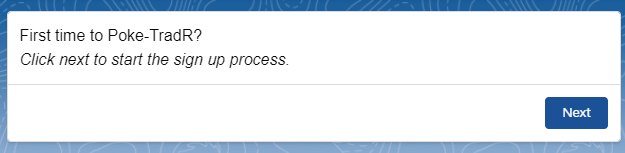 First time to Poke-TradR?
Click next to start the sign up process.
Next